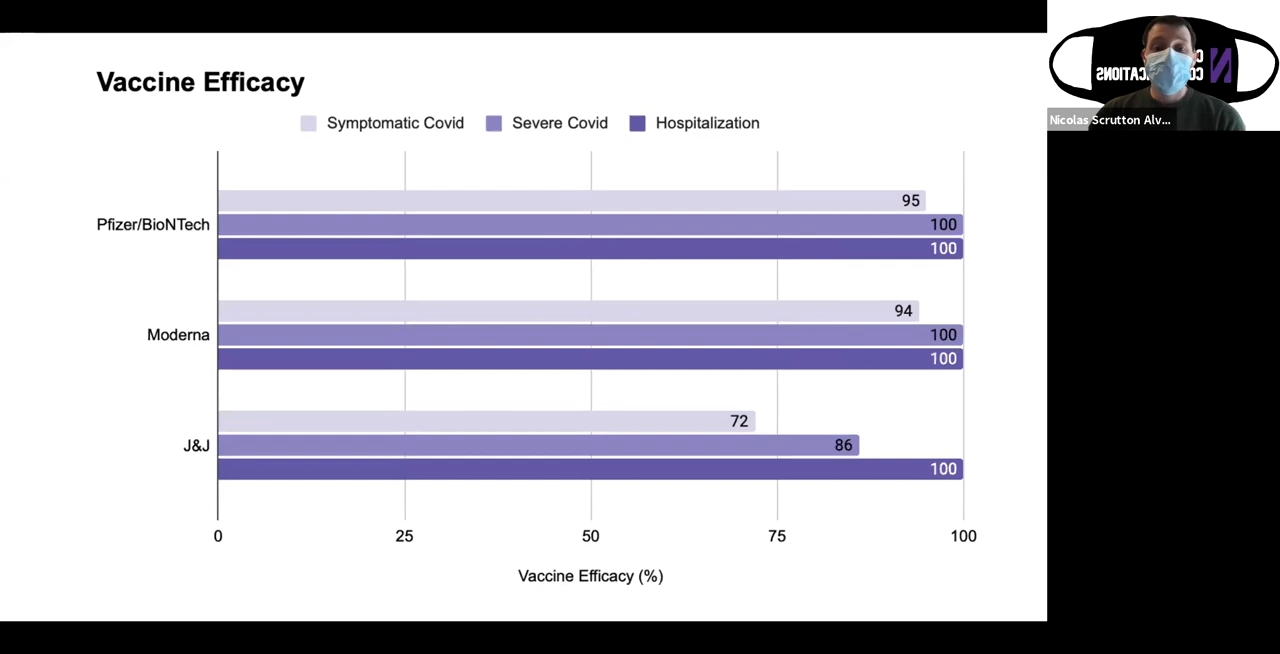 Vaccine Efficacy
Symptomatic Covid Severe Covid Hospitalization
Pfizer/BioNTech
95
100
100
Moderna
94
100
100
J&J
72
86
100
0 25 50 75 100
Vaccine Efficacy (%)
Nicolas Scrutton Alv...